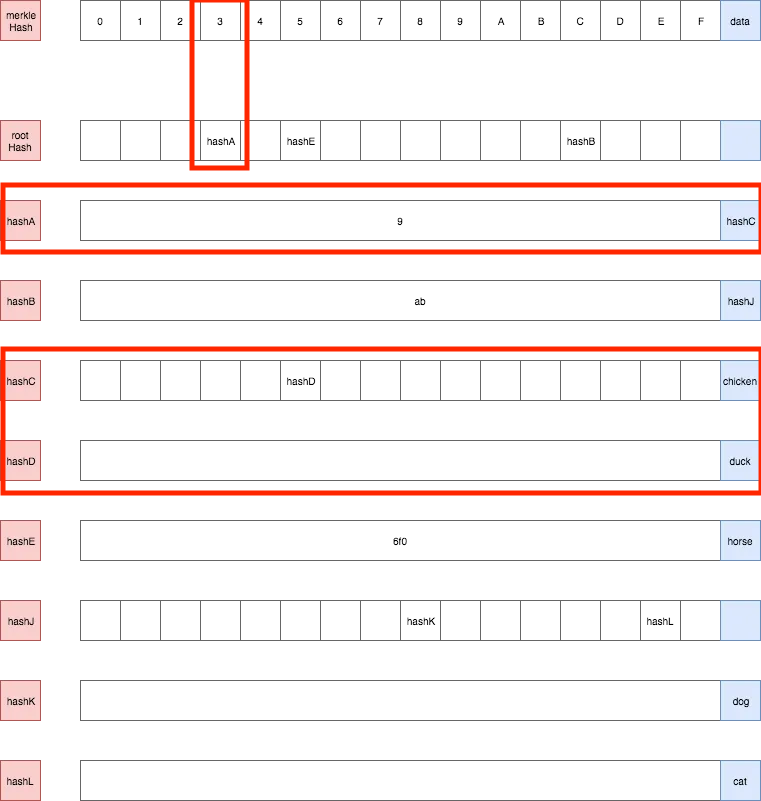 merkle
Hash
0 1 2 3 4 5 6 7 8 9 A B C D E F data
root
Hash
hashA hashE hashB
hashA 9 hashC
hashB ab hashJ
hashC hashD chicken
hashD duck
hashE 6f0 horse
hashJ hashK hashL
hashK dog
hashL cat